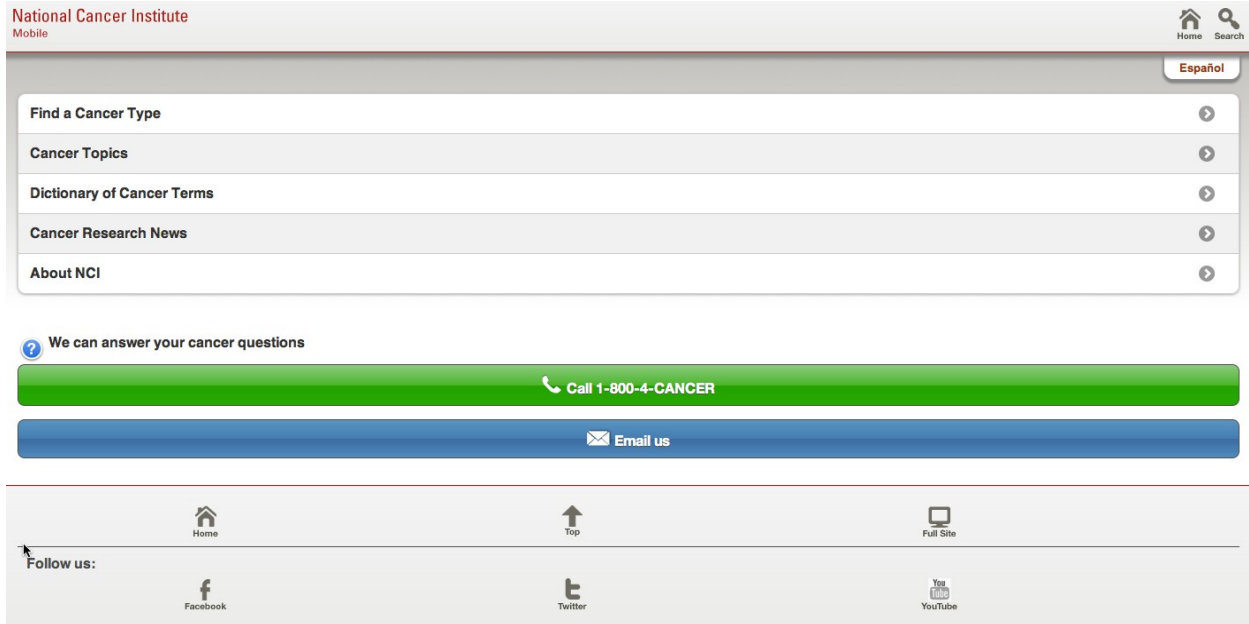 National Cancer Institute
Mobile
Home Search
Español
Find a Cancer Type
Cancer Topics
Dictionary of Cancer Terms
Cancer Research News
About NCI
We can answer your cancer questions
Call 1-800-4-CANCER
Email us
Home Top Full Site
Follow us:
You
Tube
Facebook Twitter YouTube